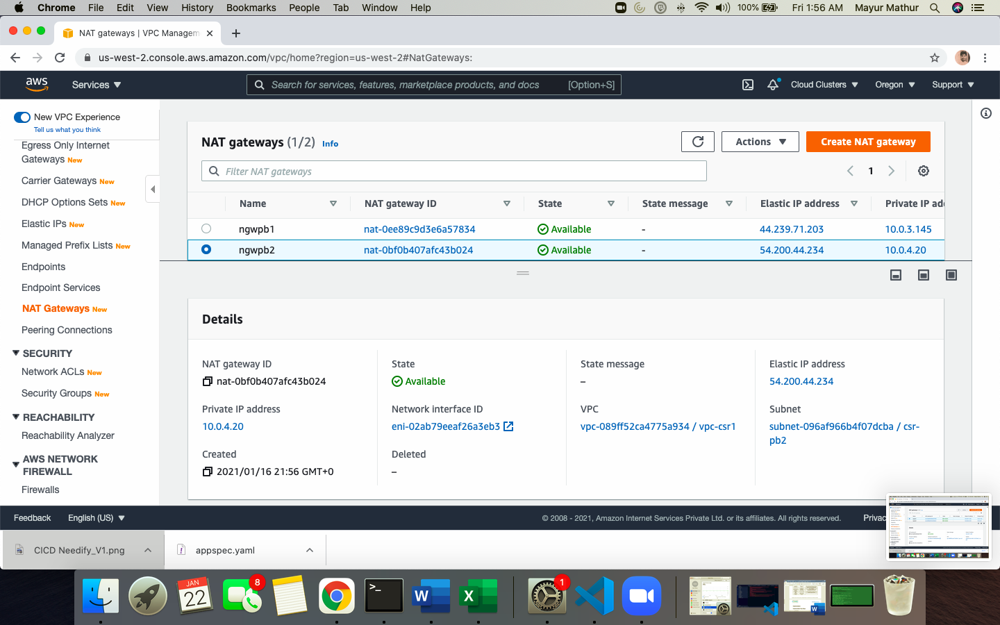 Chrome File Edit View History Bookmarks People Tab Window Help 100% Fri 1:56 AM Mayur Mathur
NAT gateways | VPC Managem
us-west-2.console.aws.amazon.com/vpc/home?region=us-west-2#NatGateways:
aws Services Search for services, features, marketplace products, and docs [Option+S] Cloud Clusters Oregon Support
New VPC Experience
Tell us what you think
Egress Only Internet
Gateways New
Carrier Gateways New
DHCP Options Sets New
Elastic IPs New
Managed Prefix Lists New
Endpoints
Endpoint Services
NAT Gateways New
Peering Connections
SECURITY
Network ACLs New
Security Groups New
REACHABILITY
Reachability Analyzer
AWS NETWORK
FIREWALL
Firewalls
NAT gateways (1/2) Info Actions Create NAT gateway
Filter NAT gateways 1
Name NAT gateway ID State State message Elastic IP address Private IP add
ngwpb1 nat-0ee89c9d3e6a57834 Available - 44.239.71.203 10.0.3.145
ngwpb2 nat-0bf0b407afc43b024 Available - 54.200.44.234 10.0.4.20
Details
NAT gateway ID State State message Elastic IP address
nat-0bf0b407afc43b024 Available – 54.200.44.234
Private IP address Network interface ID VPC Subnet
10.0.4.20 eni-02ab79eeaf26a3eb3 vpc-089ff52ca4775a934 / vpc-csr1 subnet-096af966b4f07dcba / csr-
pb2
Created Deleted
2021/01/16 21:56 GMT+0 –
Feedback English (US) © 2008 - 2021, Amazon Internet Services Private Ltd. or its affiliates. All rights reserved. Privac
CICD Needify_V1.png appspec.yaml
JAN
22
8
>_
W
X
1